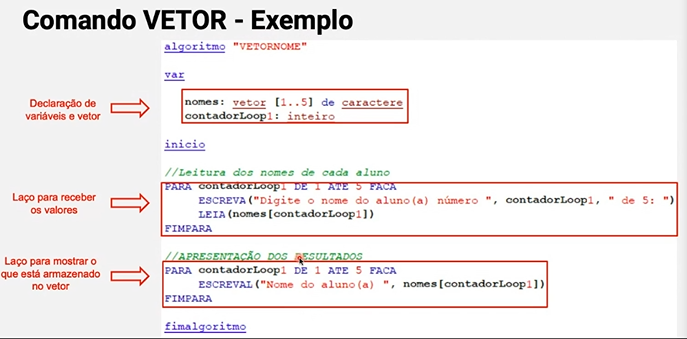 Comando VETOR - Exemplo
algoritmo "VETORNOME"
var
Declaração de
variáveis e vetor
nomes: vetor [1..5] de caractere
contadorLoop1: inteiro
inicio
//Leitura dos nomes de cada aluno
Laço para receber
os valores
PARA contadorLoop1 DE 1 ATE 5 FACA
ESCREVA("Digite o nome do aluno(a) número ", contadorLoop1, " de 5: ")
LEIA(nomes[contadorLoop1])
FIMPARA
//APRESENTAÇÃO DOS RESULTADOS
Laço para mostrar o
que está armazenado
no vetor
PARA contadorLoop1 DE 1 ATE 5 FACA
ESCREVAL("Nome do aluno(a) ", nomes[contadorLoop1])
FIMPARA
fimalgoritmo